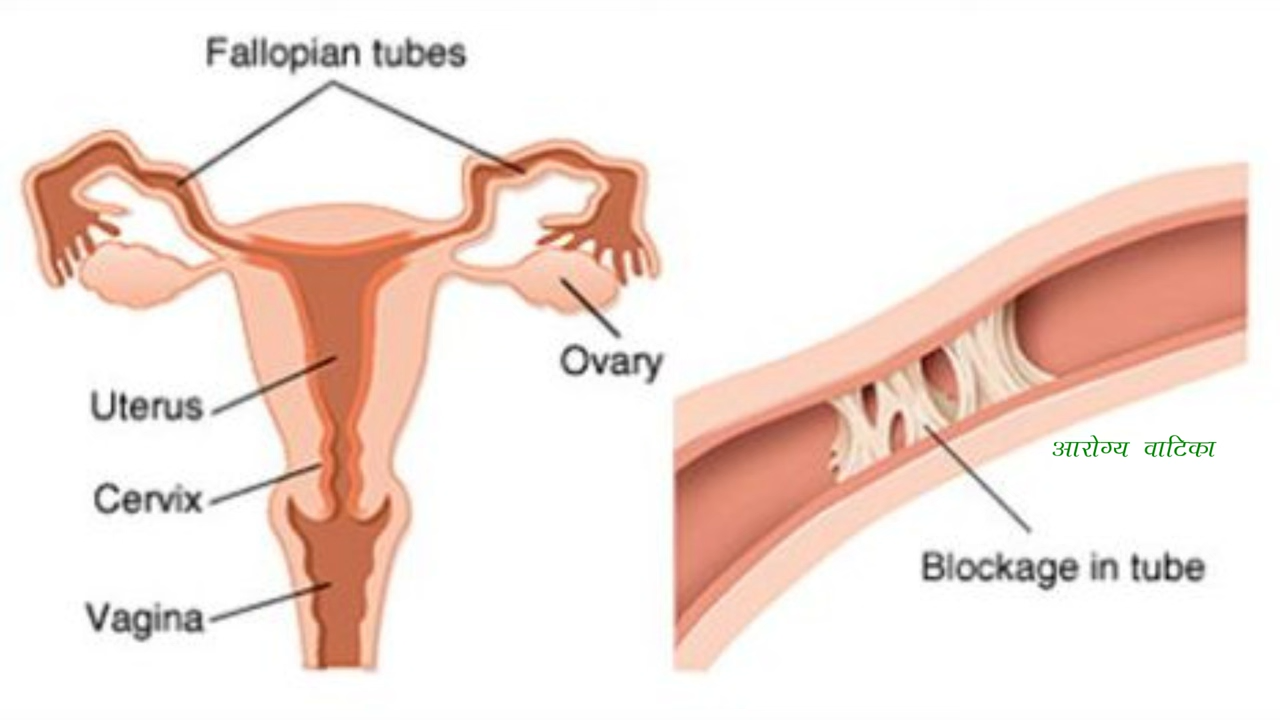 Fallopian tubes
Ovary
Uterus
Cervix
Vagina
आरोग्य वाटिका
Blockage in tube